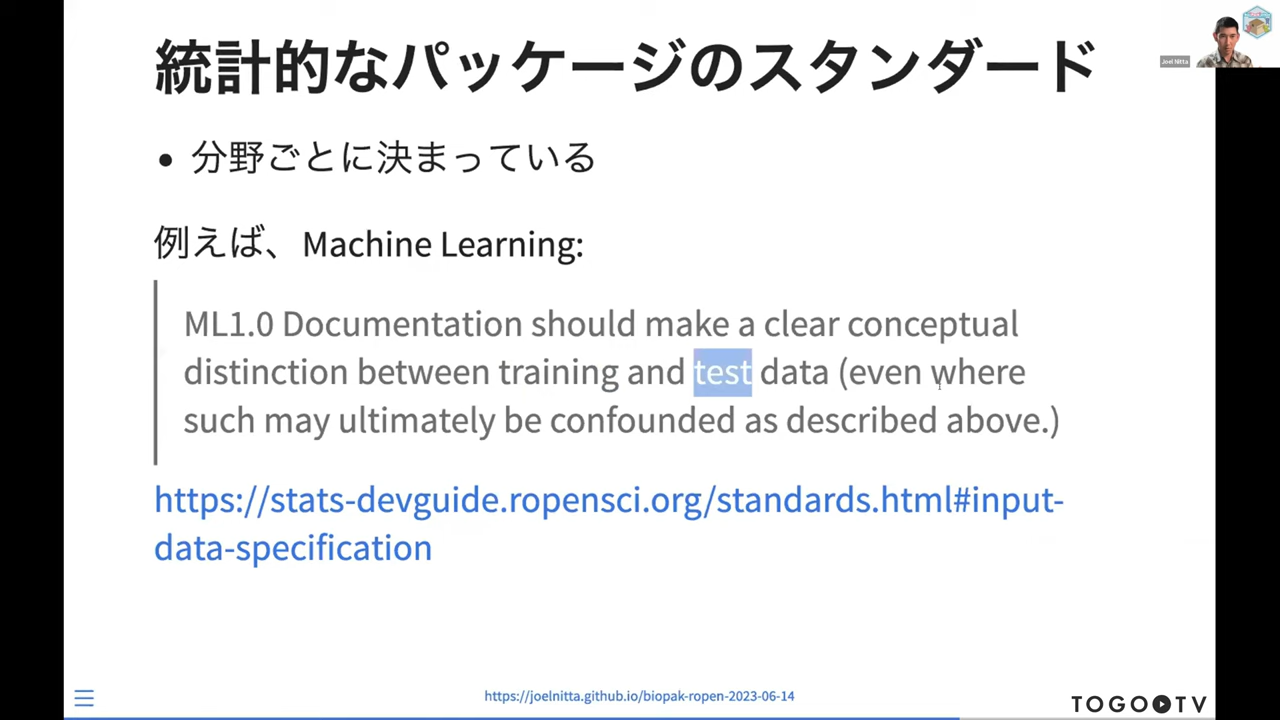 統計的なパッケージのスタンダード
Joel Nitta
• 分野ごとに決まっている
例えば、Machine Learning:
ML1.0 Documentation should make a clear conceptual
distinction between training and test data (even where
such may ultimately be confounded as described above.)
https://stats-devguide.ropensci.org/standards.html#input-
data-specification
https://joelnitta.github.io/biopak-ropen-2023-06-14
TOGO TV